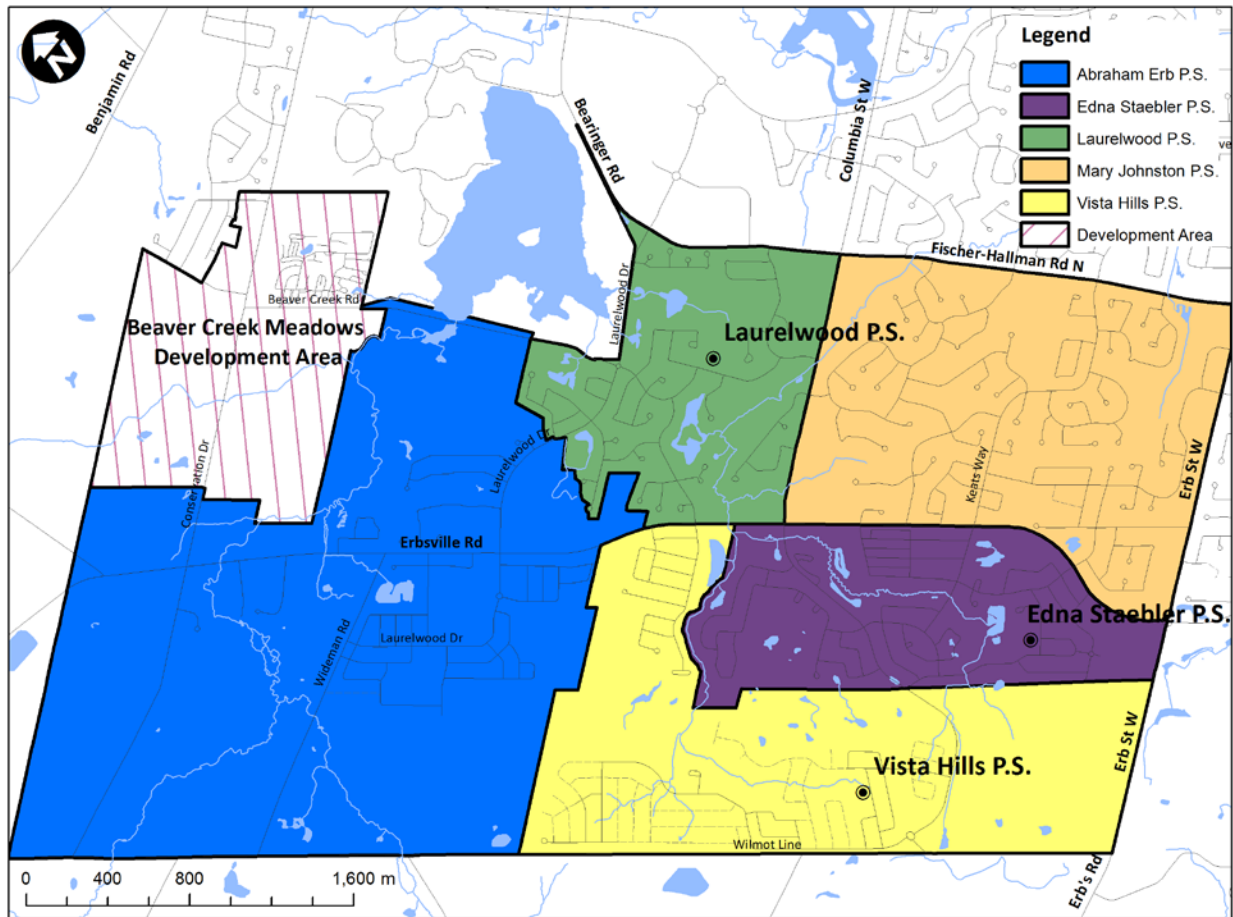 N
Benjamin Rd
Bearinger Rd
Columbia St W
Legend
Abraham Erb P.S.
Edna Staebler P.S.
Laurelwood P.S.
Mary Johnston P.S.
Vista Hills P.S.
Development Area
ve
Fischer-Hallman Rd N
Beaver Creek Rd
Laurelwood Dr
Beaver Creek Meadows
Development Area
Laurelwood P.S.
Conservation Dr
Laurelwood Dr
Keats Way
Erb St W
Erbsville Rd
Edna Staebler P.S.
Wideman Rd
Laurelwood Dr
Erb St W
Vista Hills P.S.
Wilmot Line
Erb's Rd
0 400 800 1,600 m